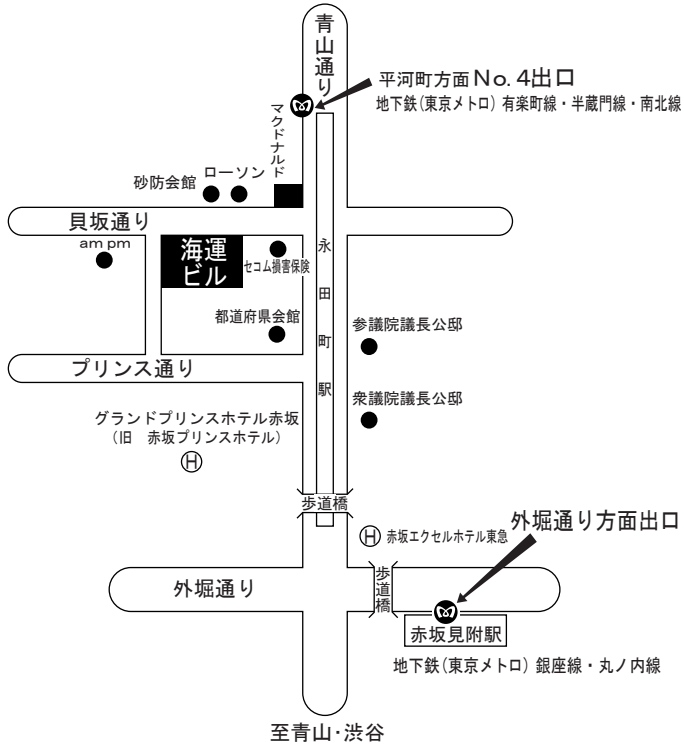 青山通り
平河町方面 No. 4出口
地下鉄(東京メトロ) 有楽町線・半蔵門線・南北線
マクドナルド
ローソン
砂防会館
貝坂通り
am pm
海運
ビル
セコム損害保険
永田町駅
都道府県会館
参議院議長公邸
プリンス通り
衆議院議長公邸
グランドプリンスホテル赤坂
(旧 赤坂プリンスホテル)
H
歩道橋
外堀通り方面出口
H 赤坂エクセルホテル東急
歩道橋
外堀通り
赤坂見附駅
地下鉄(東京メトロ) 銀座線・丸ノ内線
至青山・渋谷